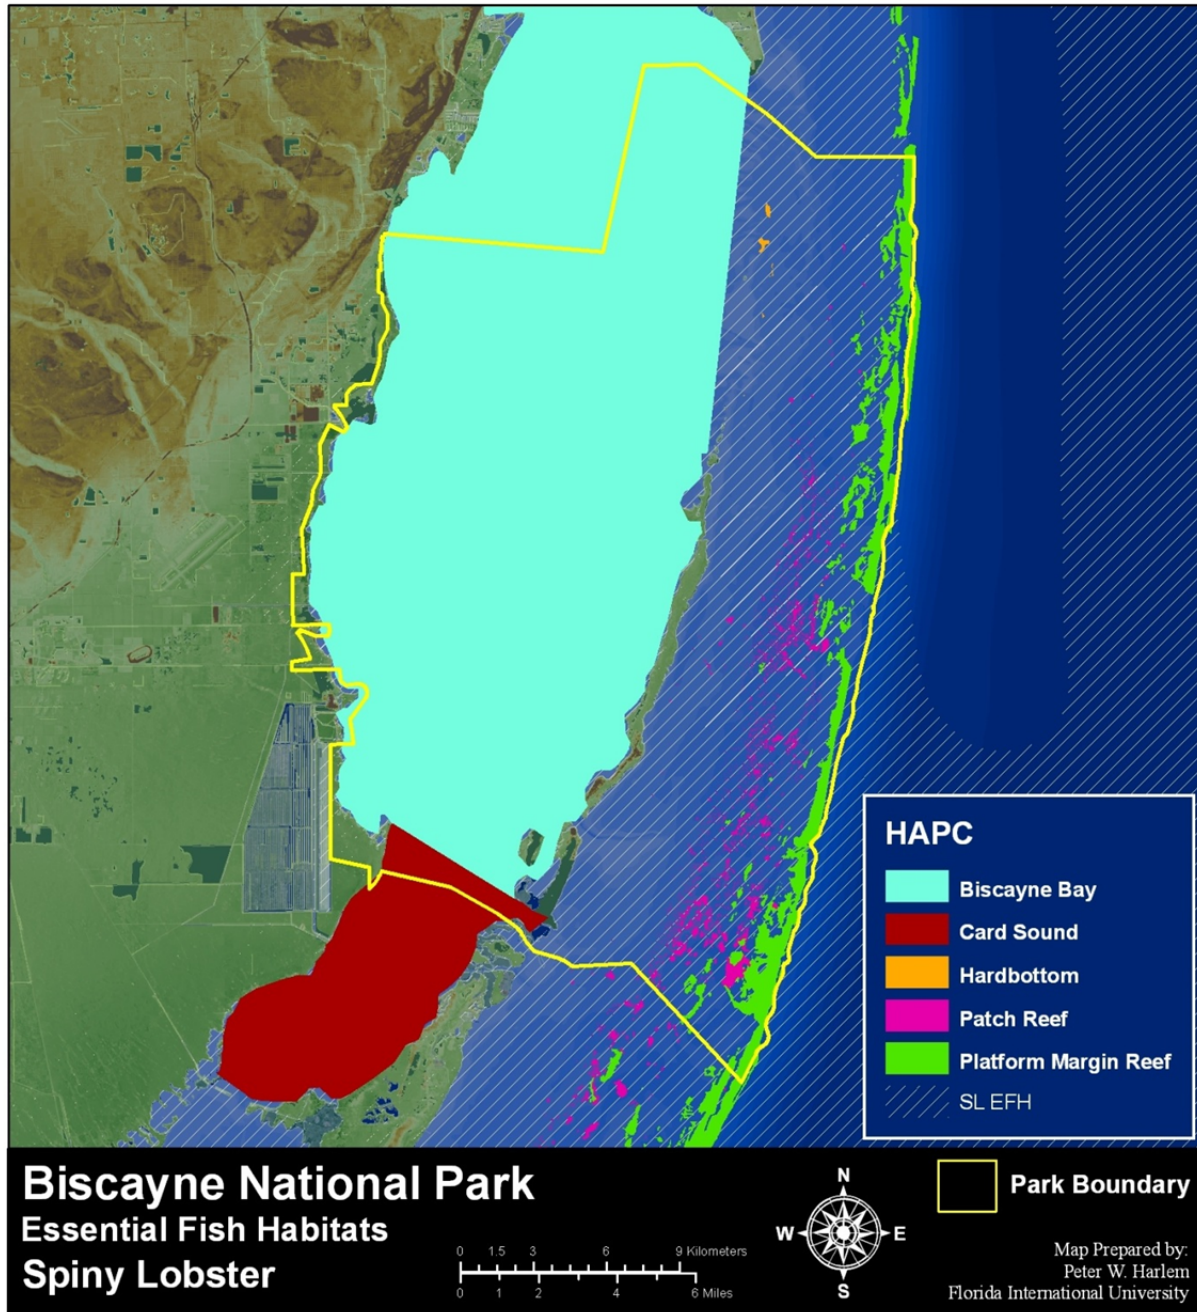 HAPC
Biscayne Bay
Card Sound
Hardbottom
Patch Reef
Platform Margin Reef
SL EFH
Biscayne National Park
Essential Fish Habitats
Spiny Lobster
0 1.5 3 6 9 Kilometers
0 1 2 4 6 Miles
N
W E
S
Park Boundary
Map Prepared by:
Peter W. Harlem
Florida International University